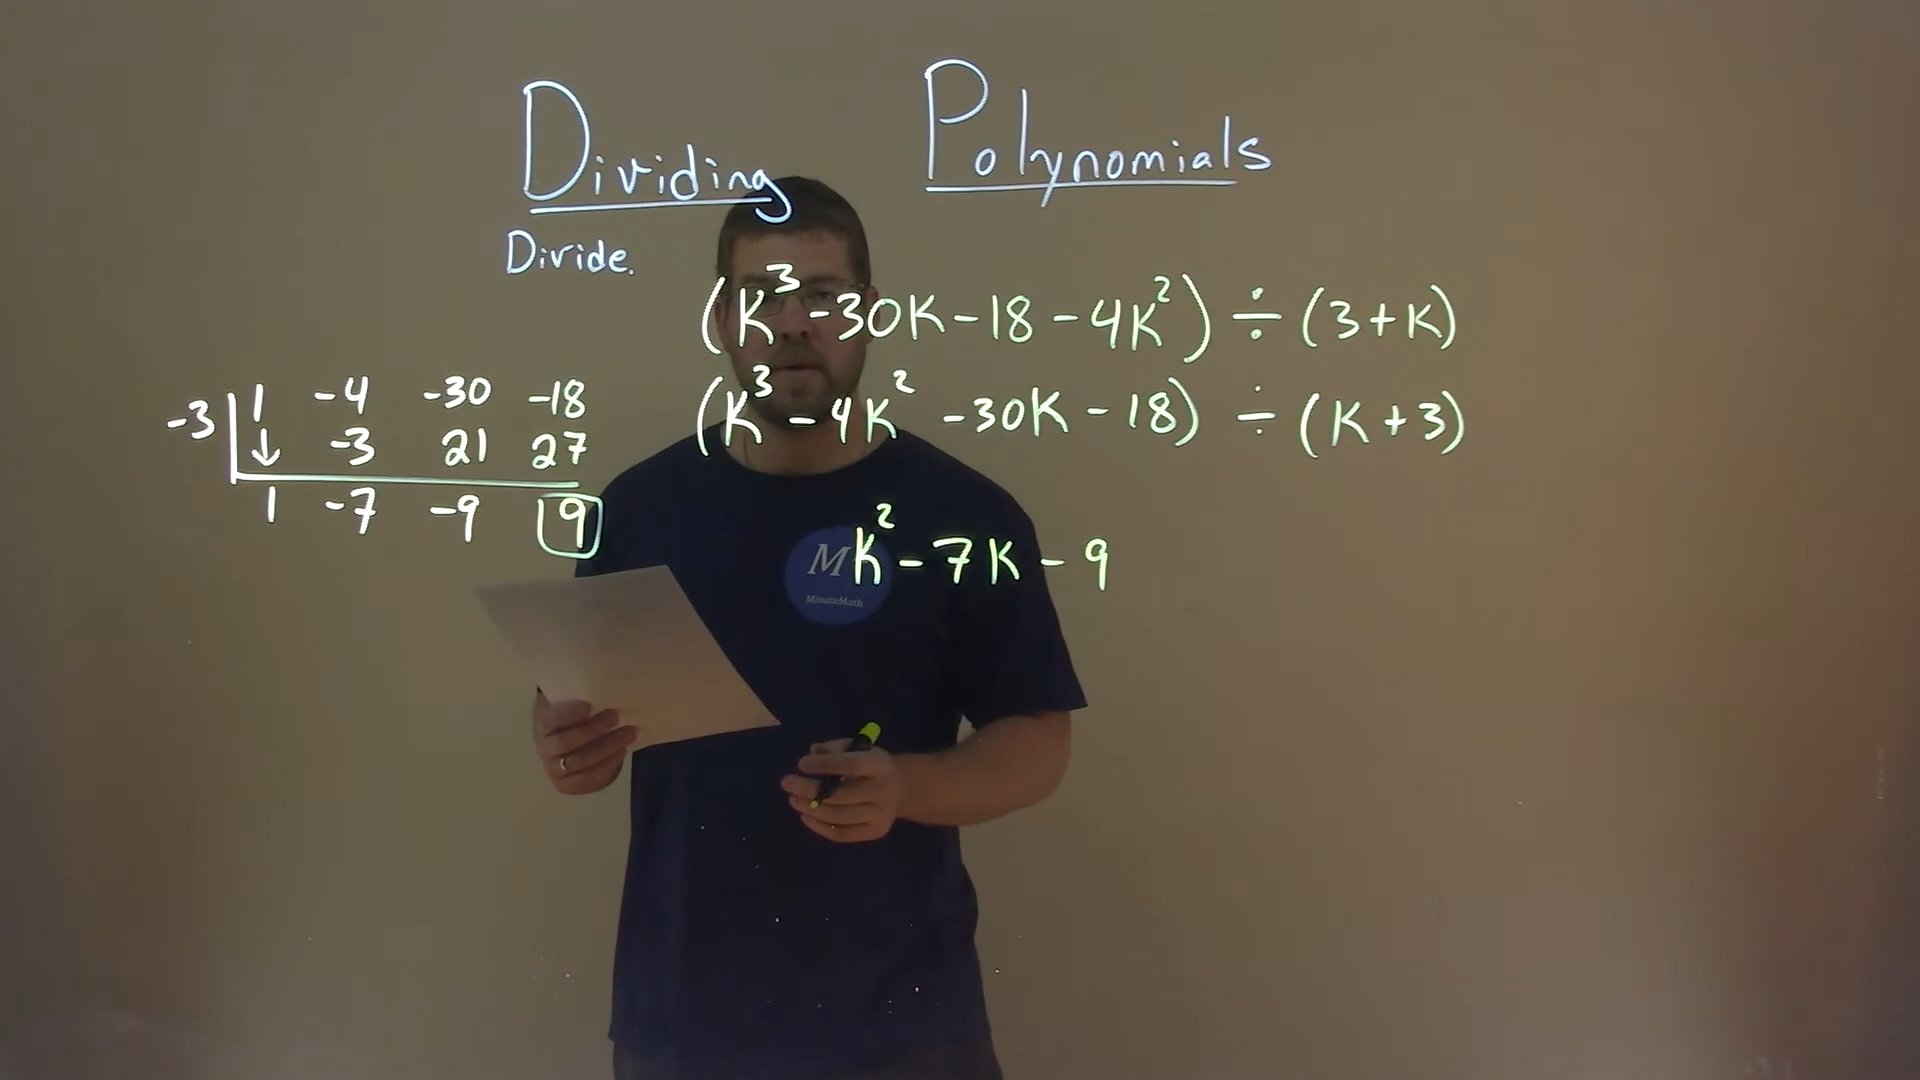 Dividing Polynomials
Divide.
(K³ -30K - 18 - 4K²) ÷ (3 + K)
(K³ - 4K² -30K - 18) ÷ (K + 3)
-3 1 -4 -30 -18
↓ -3 21 27
1 -7 -9 9
K² - 7K - 9
M
MinuteMath